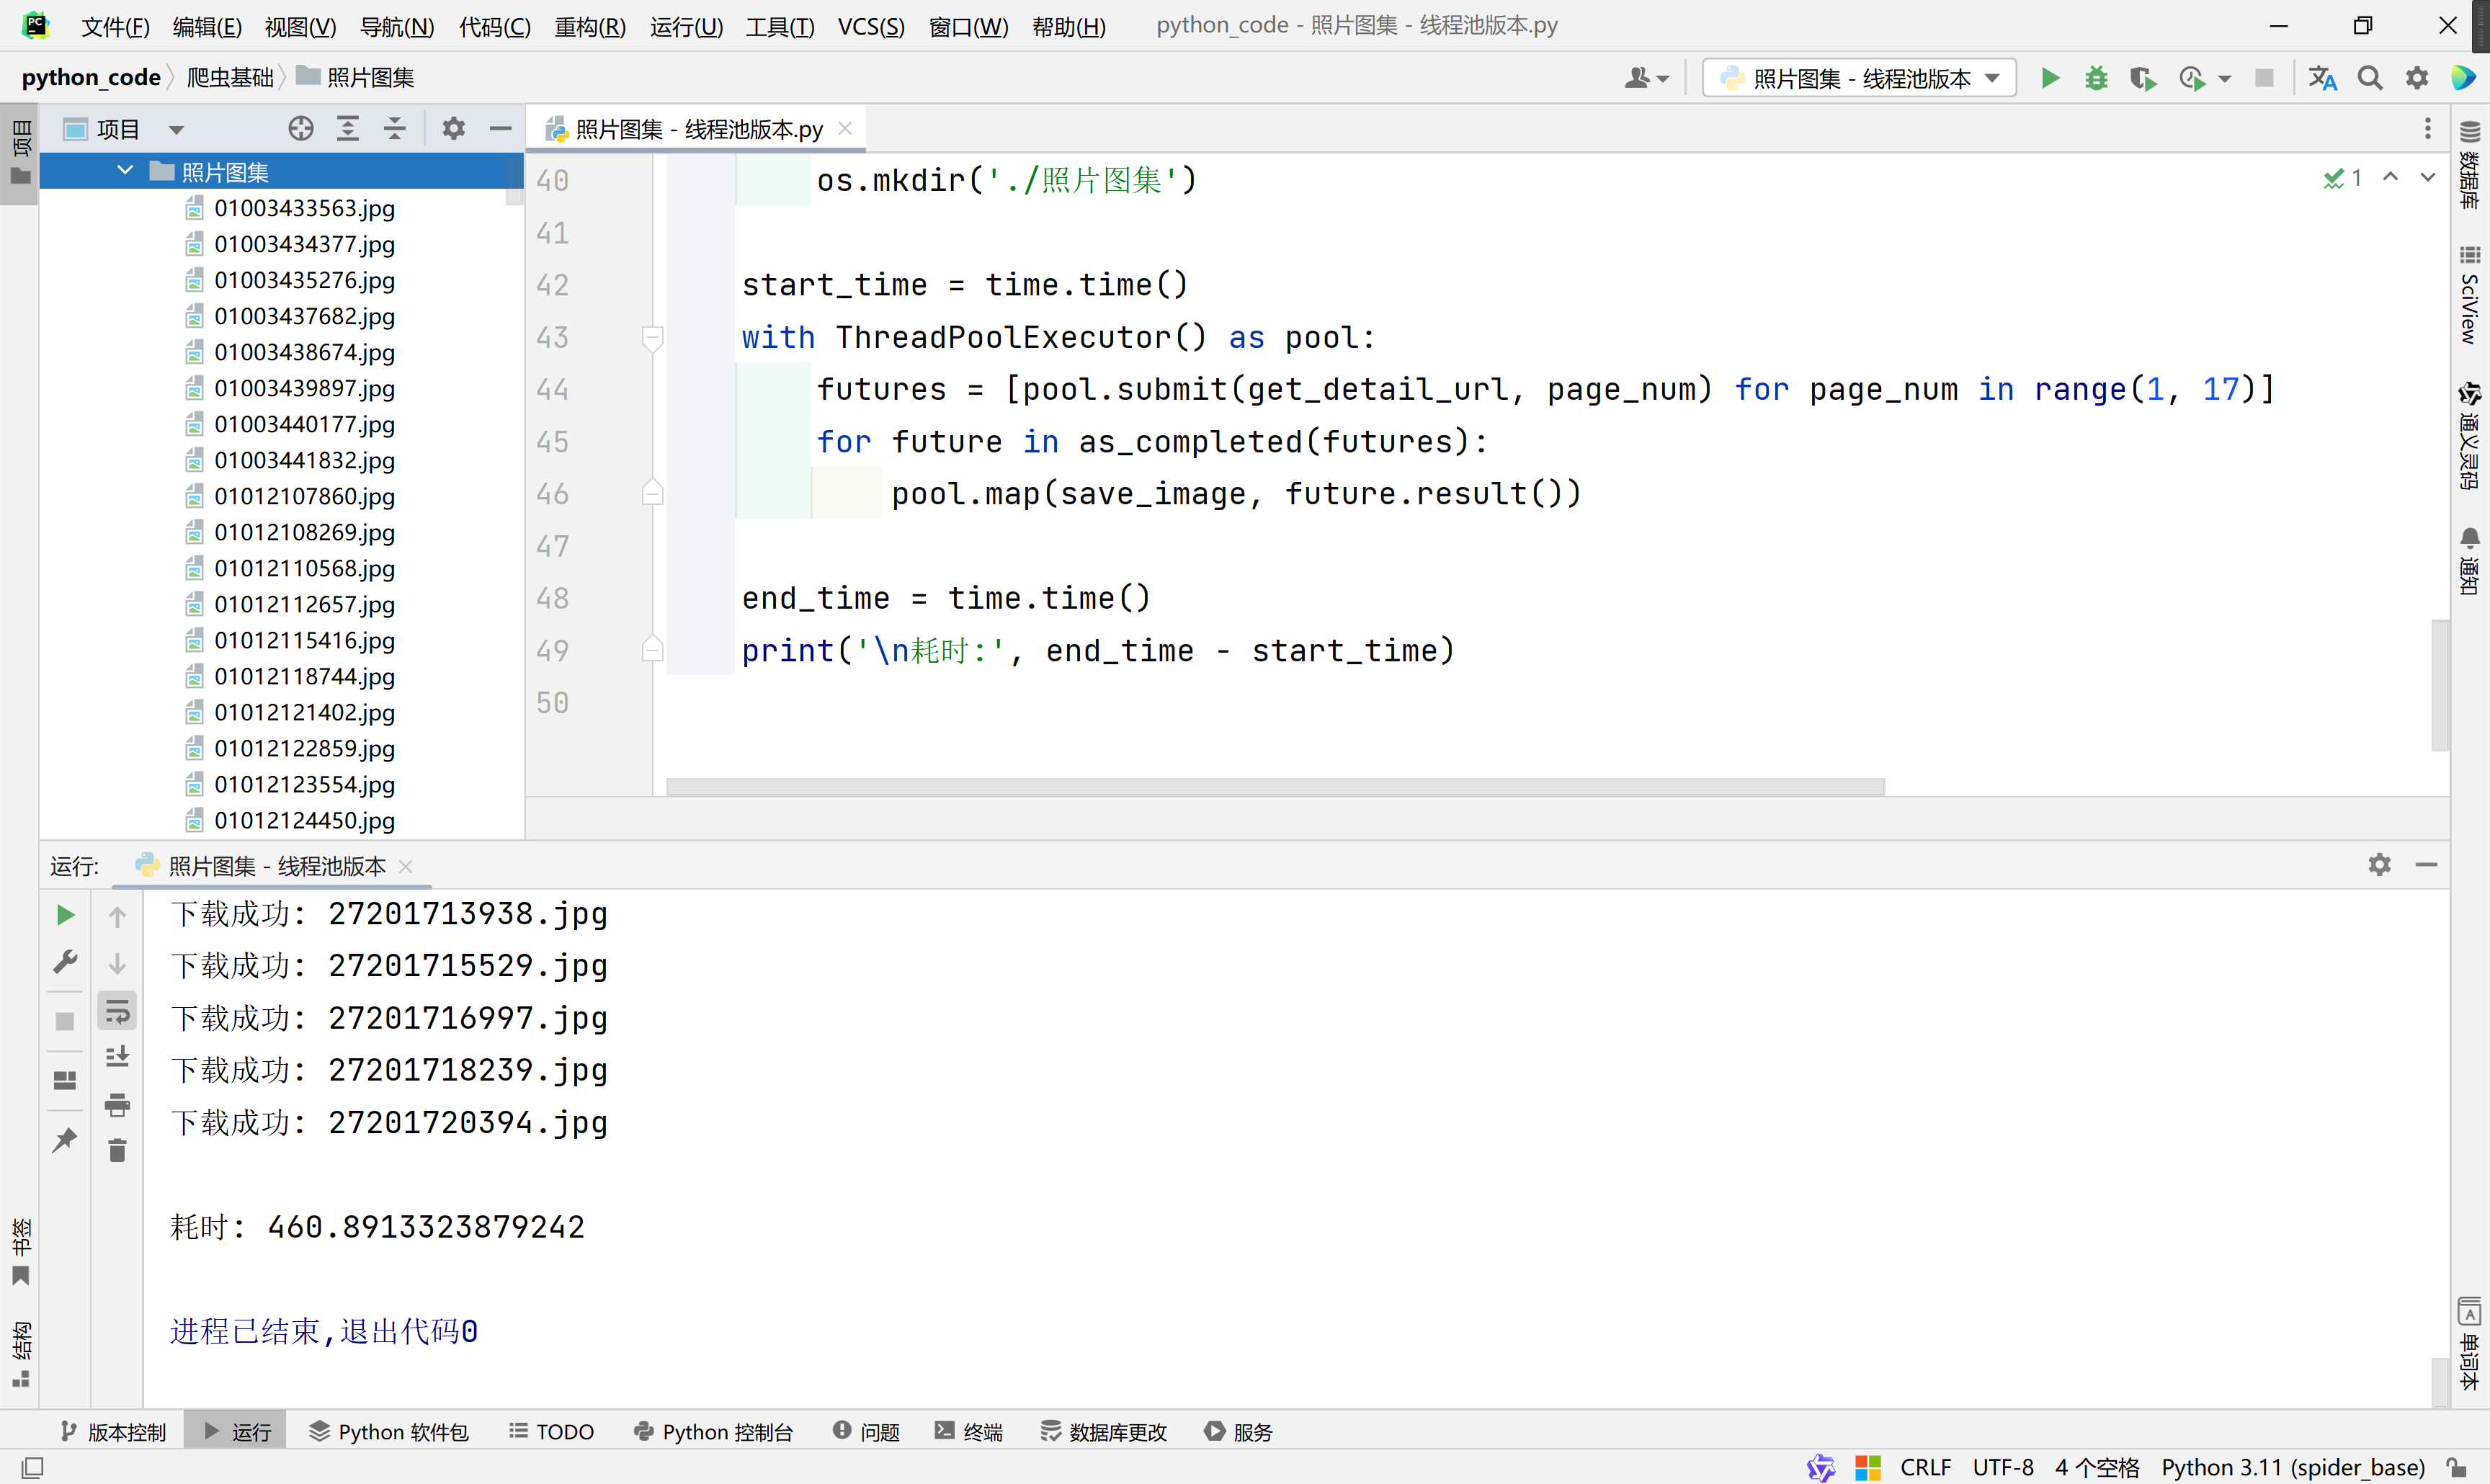 文件(F) 编辑(E) 视图(V) 导航(N) 代码(C) 重构(R) 运行(U) 工具(T) VCS(S) 窗口(W) 帮助(H) python_code - 照片图集 - 线程池版本.py
python_code 爬虫基础 照片图集 照片图集 - 线程池版本
项目
项目
照片图集 - 线程池版本.py
照片图集
01003433563.jpg
01003434377.jpg
01003435276.jpg
01003437682.jpg
01003438674.jpg
01003439897.jpg
01003440177.jpg
01003441832.jpg
01012107860.jpg
01012108269.jpg
01012110568.jpg
01012112657.jpg
01012115416.jpg
01012118744.jpg
01012121402.jpg
01012122859.jpg
01012123554.jpg
01012124450.jpg
40 os.mkdir('./照片图集')
1
41
42 start_time = time.time()
43 with ThreadPoolExecutor() as pool:
44 futures = [pool.submit(get_detail_url, page_num) for page_num in range(1, 17)]
45 for future in as_completed(futures):
46 pool.map(save_image, future.result())
47
48 end_time = time.time()
49 print('\n耗时:', end_time - start_time)
50
数据库
SciView
通义灵码
通知
单词本
运行: 照片图集 - 线程池版本
下载成功: 27201713938.jpg
下载成功: 27201715529.jpg
下载成功: 27201716997.jpg
下载成功: 27201718239.jpg
下载成功: 27201720394.jpg
耗时: 460.8913323879242
进程已结束,退出代码0
书签
结构
版本控制 运行 Python 软件包 TODO Python 控制台 问题 终端 数据库更改 服务
CRLF UTF-8 4 个空格 Python 3.11 (spider_base)